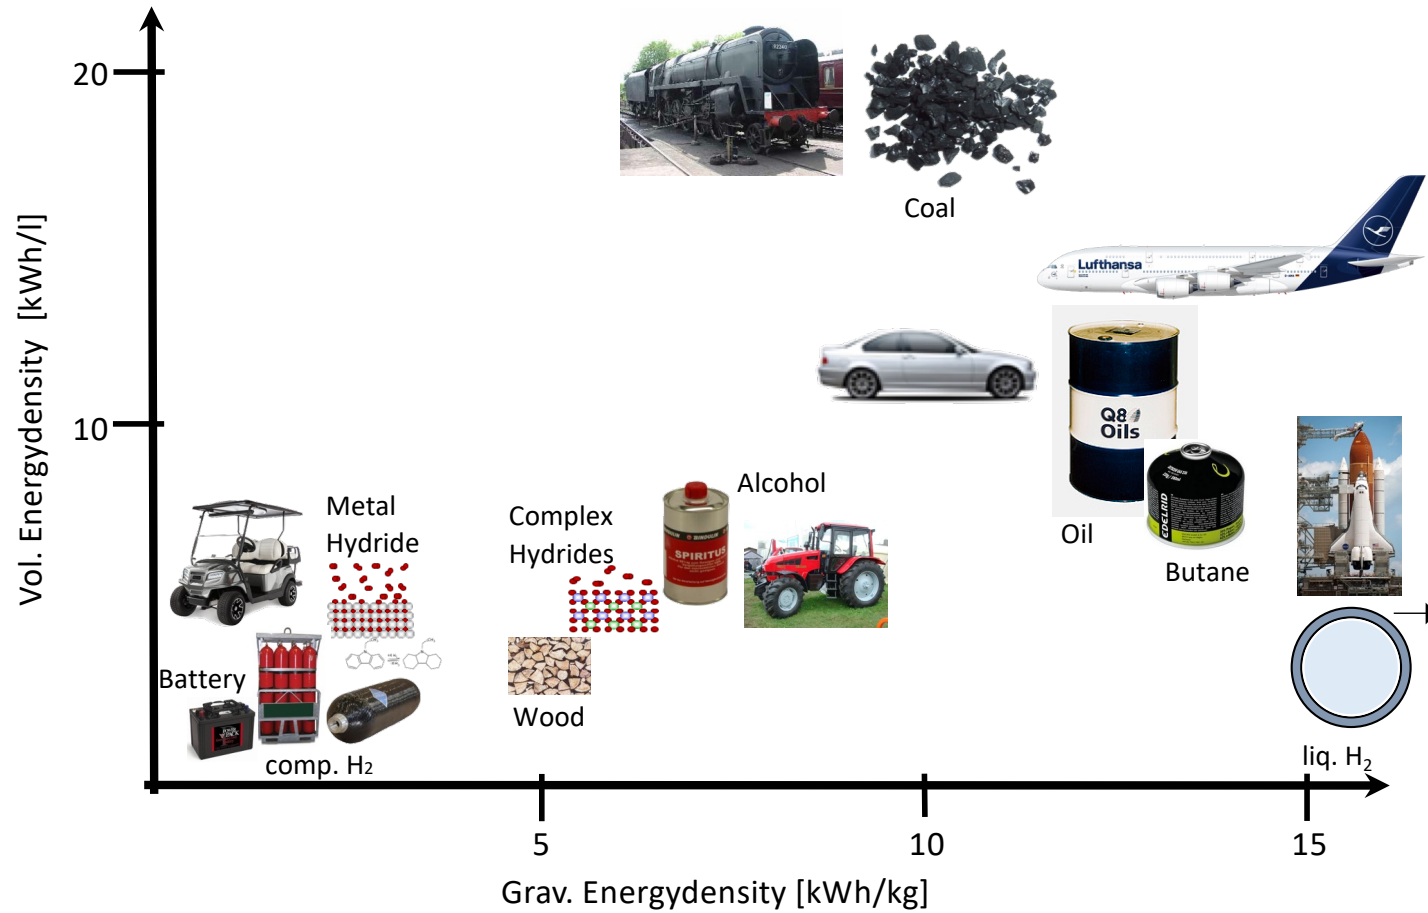 20
Vol. Energydensity [kWh/l]
Coal
Lufthansa
10
Q8
Oils
Metal
Hydride
Complex
Hydrides
Alcohol
SPIRITUS
EDELRID
Oil
Butane
Battery
Wood
comp. H₂
liq. H₂
5
10
15
Grav. Energydensity [kWh/kg]